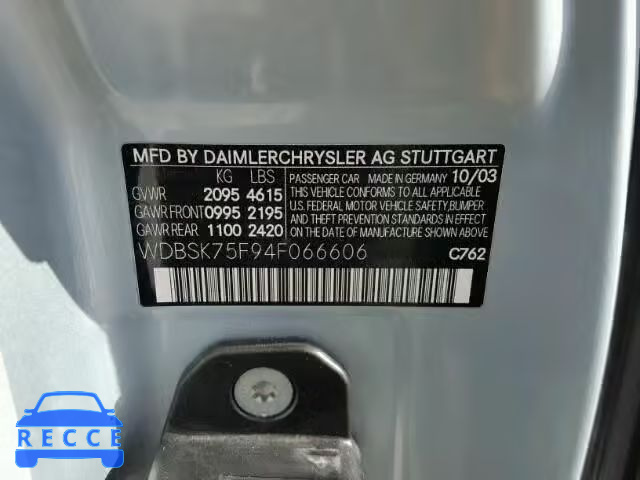 MFD BY DAIMLERCHRYSLER AG STUTTGART
KG LBS
GVWR 2095 4615
GAWR FRONT 0995 2195
GAWR REAR 1100 2420
PASSENGER CAR MADE IN GERMANY 10/03
THIS VEHICLE CONFORMS TO ALL APPLICABLE
U.S. FEDERAL MOTOR VEHICLE SAFETY,BUMPER,
AND THEFT PREVENTION STANDARDS IN EFFECT
ON THE DATE OF MANUFACTURE SHOWN ABOVE.
WDBSK75F94F066606 C762
RECCE